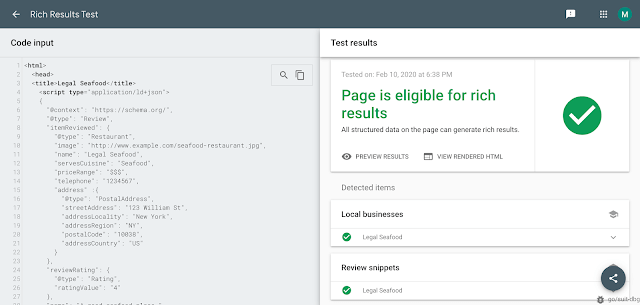 Rich Results Test
M
Code input
1 <html>
2 <head>
3 <title>Legal Seafood</title>
4 <script type="application/ld+json">
5 {
6 "@context": "https://schema.org/",
7 "@type": "Review",
8 "itemReviewed": {
9 "@type": "Restaurant",
10 "image": "http://www.example.com/seafood-restaurant.jpg",
11 "name": "Legal Seafood",
12 "servesCuisine": "Seafood",
13 "priceRange": "$$$",
14 "telephone": "1234567",
15 "address" :{
16 "@type": "PostalAddress",
17 "streetAddress": "123 William St",
18 "addressLocality": "New York",
19 "addressRegion": "NY",
20 "postalCode": "10038",
21 "addressCountry": "US"
22 }
23 },
24 "reviewRating": {
25 "@type": "Rating",
26 "ratingValue": "4"
27 },
Test results
Tested on: Feb 10, 2020 at 6:38 PM
Page is eligible for rich
results
All structured data on the page can generate rich results.
PREVIEW RESULTS
VIEW RENDERED HTML
Detected items
Local businesses
Legal Seafood
Review snippets
Legal Seafood